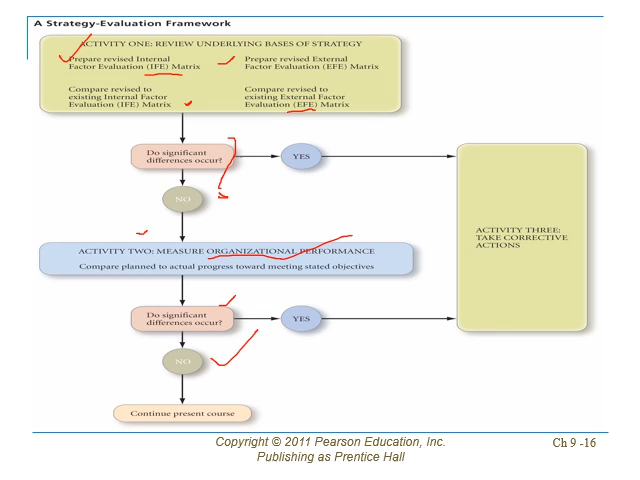 A Strategy-Evaluation Framework
ACTIVITY ONE: REVIEW UNDERLYING BASES OF STRATEGY
Prepare revised Internal
Factor Evaluation (IFE) Matrix
Prepare revised External
Factor Evaluation (EFE) Matrix
Compare revised to
existing Internal Factor
Evaluation (IFE) Matrix
Compare revised to
existing External Factor
Evaluation (EFE) Matrix
Do significant
differences occur?
YES
NO
ACTIVITY TWO: MEASURE ORGANIZATIONAL PERFORMANCE
Compare planned to actual progress toward meeting stated objectives
Do significant
differences occur?
YES
NO
Continue present course
ACTIVITY THREE:
TAKE CORRECTIVE
ACTIONS
Copyright © 2011 Pearson Education, Inc.
Publishing as Prentice Hall
Ch 9 -16